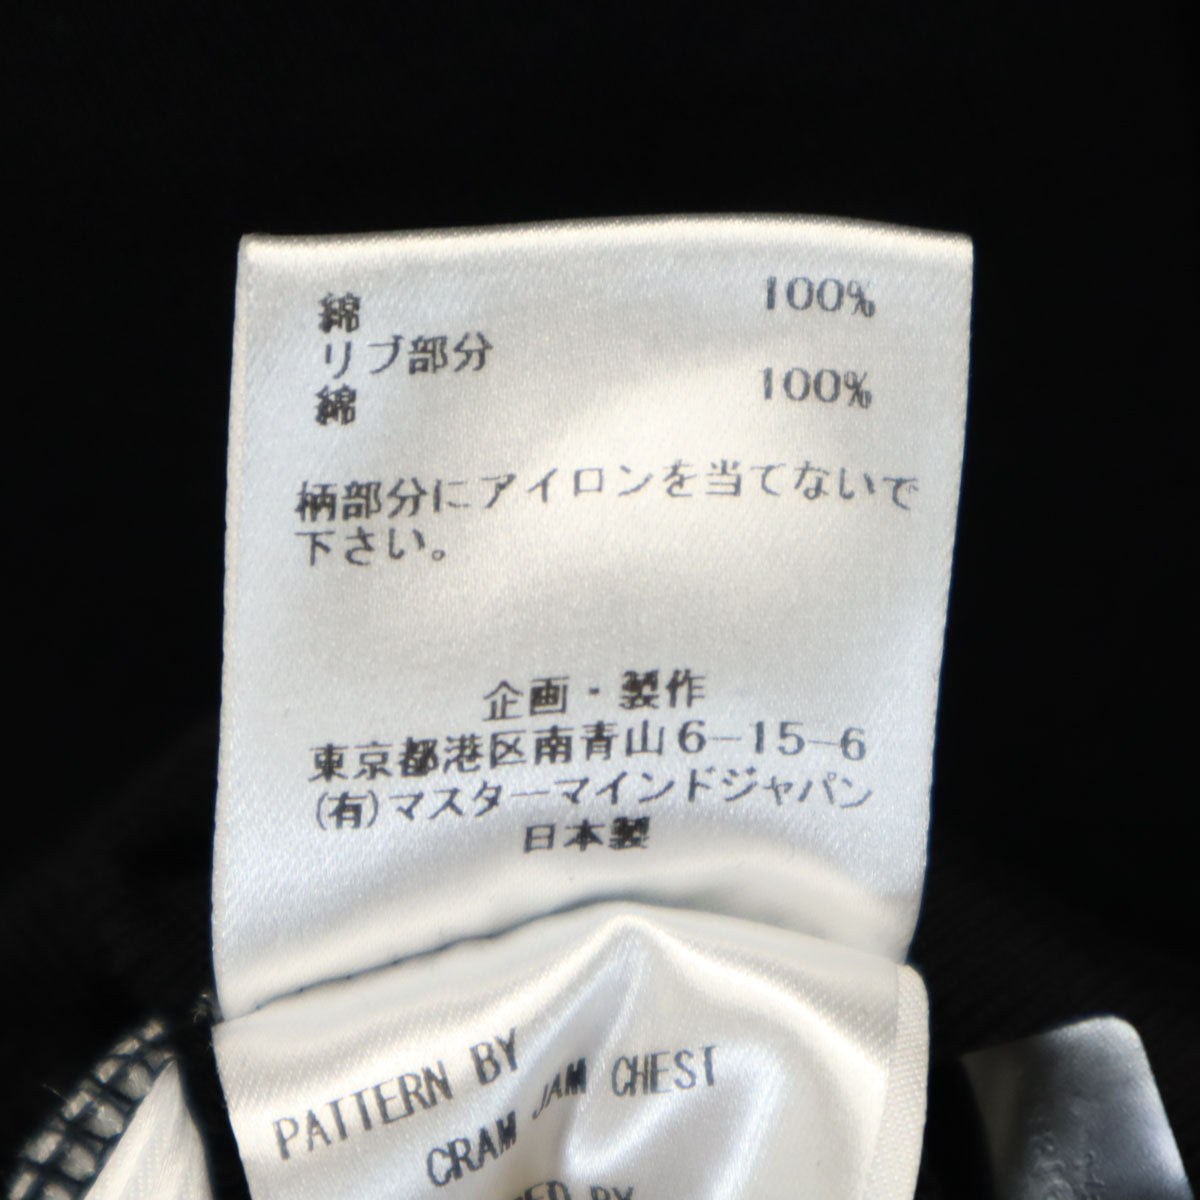 綿 100%
リブ部分
綿 100%
柄部分にアイロンを当てないで
下さい。
企画・製作
東京都港区南青山6-15-6
(有)マスターマインドジャパン
日本製
PATTERN BY
CRAM JAM CHEST
BY